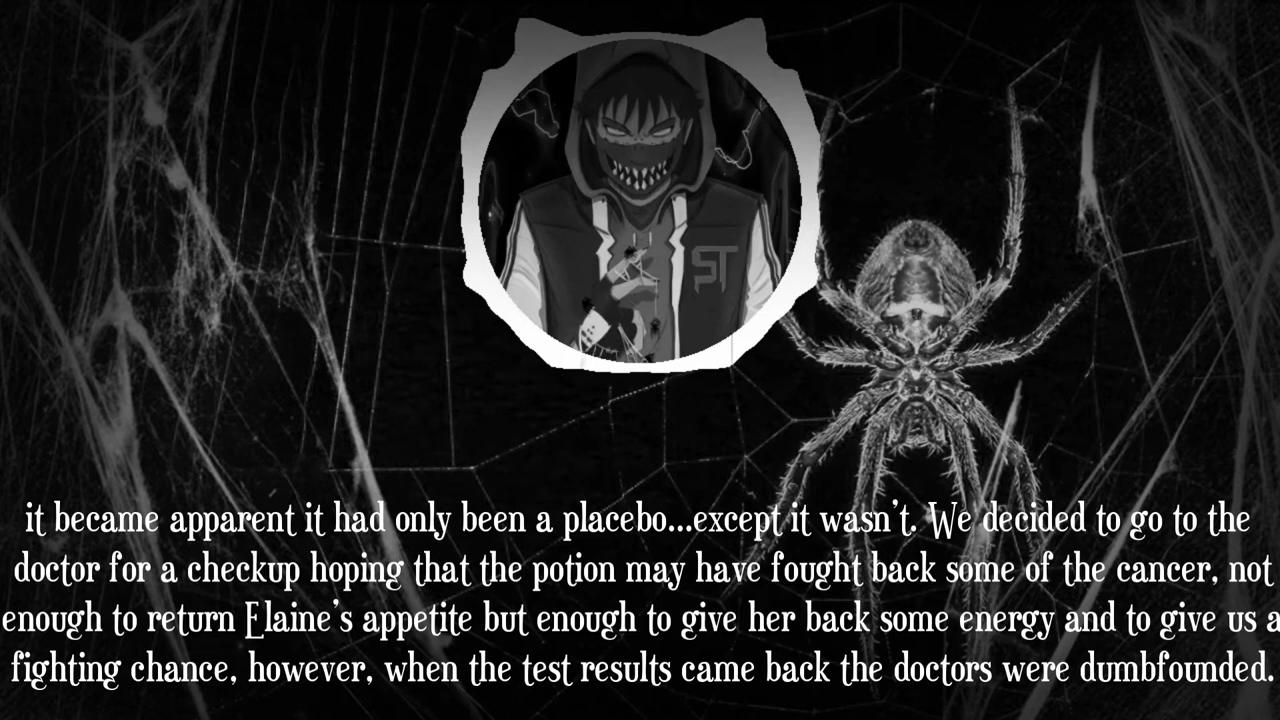 ST
it became apparent it had only been a placebo...except it wasn't. We decided to go to the
doctor for a checkup hoping that the potion may have fought back some of the cancer, not
enough to return Elaine's appetite but enough to give her back some energy and to give us a
fighting chance, however, when the test results came back the doctors were dumbfounded.